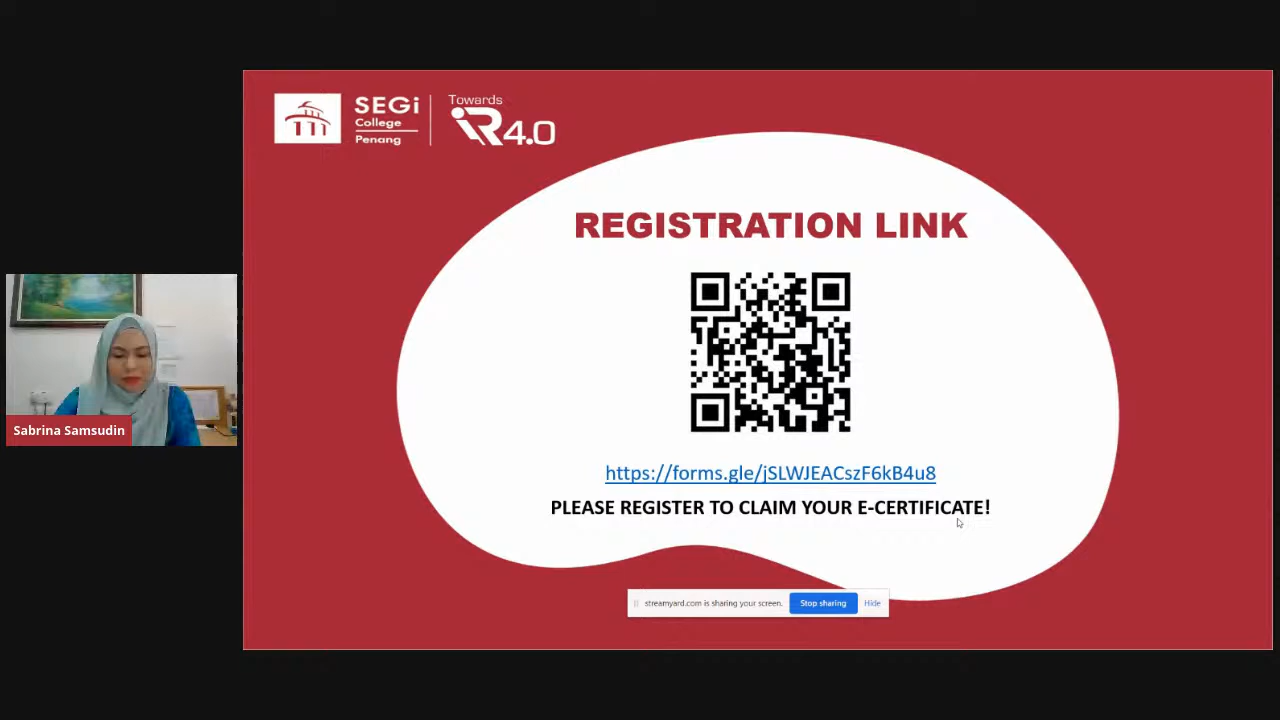 SEGi
College
Penang
Towards
iR4.0
REGISTRATION LINK
https://forms.gle/jSLWJEACszF6kB4u8
PLEASE REGISTER TO CLAIM YOUR E-CERTIFICATE!
Sabrina Samsudin
streamyard.com is sharing your screen.
Stop sharing
Hide